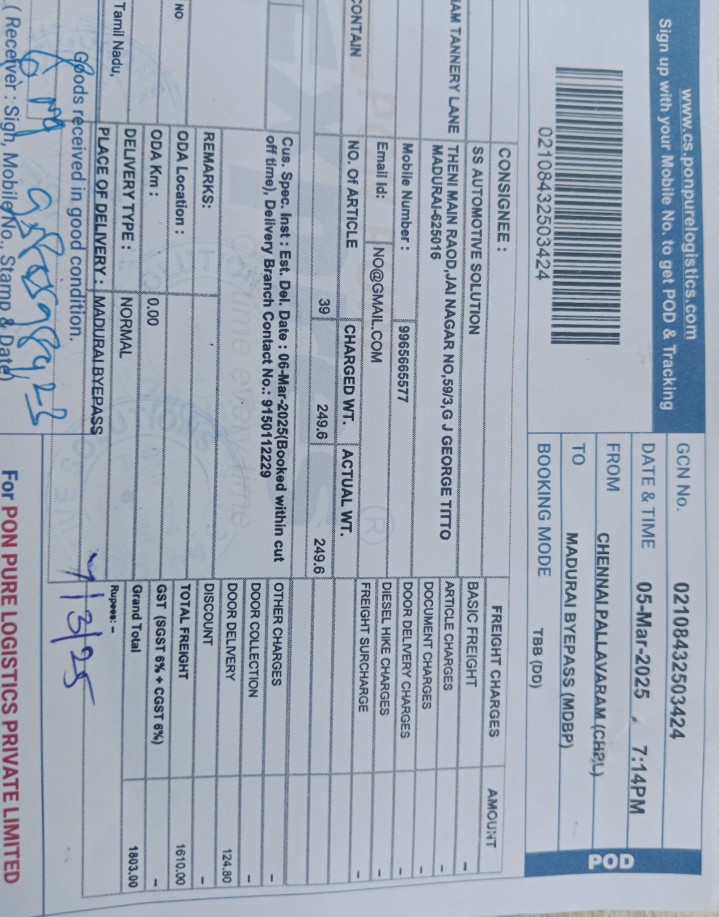 www.cs.ponpurelogistics.com
Sign up with your Mobile No. to get POD & Tracking
02108432503424
GCN No. 02108432503424
DATE & TIME 05-Mar-2025 , 7:14PM
FROM CHENNAI PALLAVARAM (CHPL)
TO MADURAI BYEPASS (MDBP)
BOOKING MODE TBB (DD)
POD
CONSIGNEE :
SS AUTOMOTIVE SOLUTION
IAM TANNERY LANE THENI MAIN RAOD,JAI NAGAR NO,59/3,G J GEORGE TITTO
MADURAI-625016
Mobile Number : 9965665577
Email Id: NO@GMAIL.COM
CONTAIN NO. Of ARTICLE CHARGED WT. ACTUAL WT.
39 249.6 249.6
Cus. Spec. Inst : Est. Del. Date : 06-Mar-2025(Booked within cut
off time), Delivery Branch Contact No.: 9150112229
REMARKS:
NO ODA Location :
ODA Km : 0.00
Tamil Nadu, DELIVERY TYPE : NORMAL
PLACE OF DELIVERY : MADURAI BYEPASS
FREIGHT CHARGES AMOUNT
BASIC FREIGHT -
ARTICLE CHARGES -
DOCUMENT CHARGES -
DOOR DELIVERY CHARGES -
DIESEL HIKE CHARGES -
FREIGHT SURCHARGE -
OTHER CHARGES -
DOOR COLLECTION -
DOOR DELIVERY 124.80
DISCOUNT -
TOTAL FREIGHT 1610.00
GST (SGST 6% + CGST 6%) -
Grand Total 1803.00
Rupees: -
Goods received in good condition.
7/3/25
( Receiver : Sign, Mobile No., Stamp & Date)
For PON PURE LOGISTICS PRIVATE LIMITED